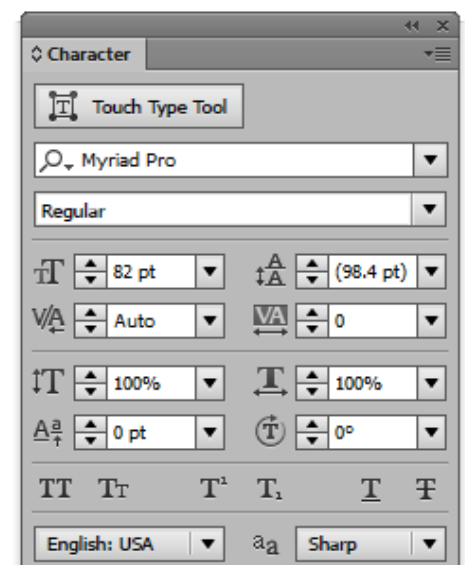 Character
Touch Type Tool
Myriad Pro
Regular
82 pt (98.4 pt)
Auto 0
100% 100%
0 pt 0°
English: USA Sharp